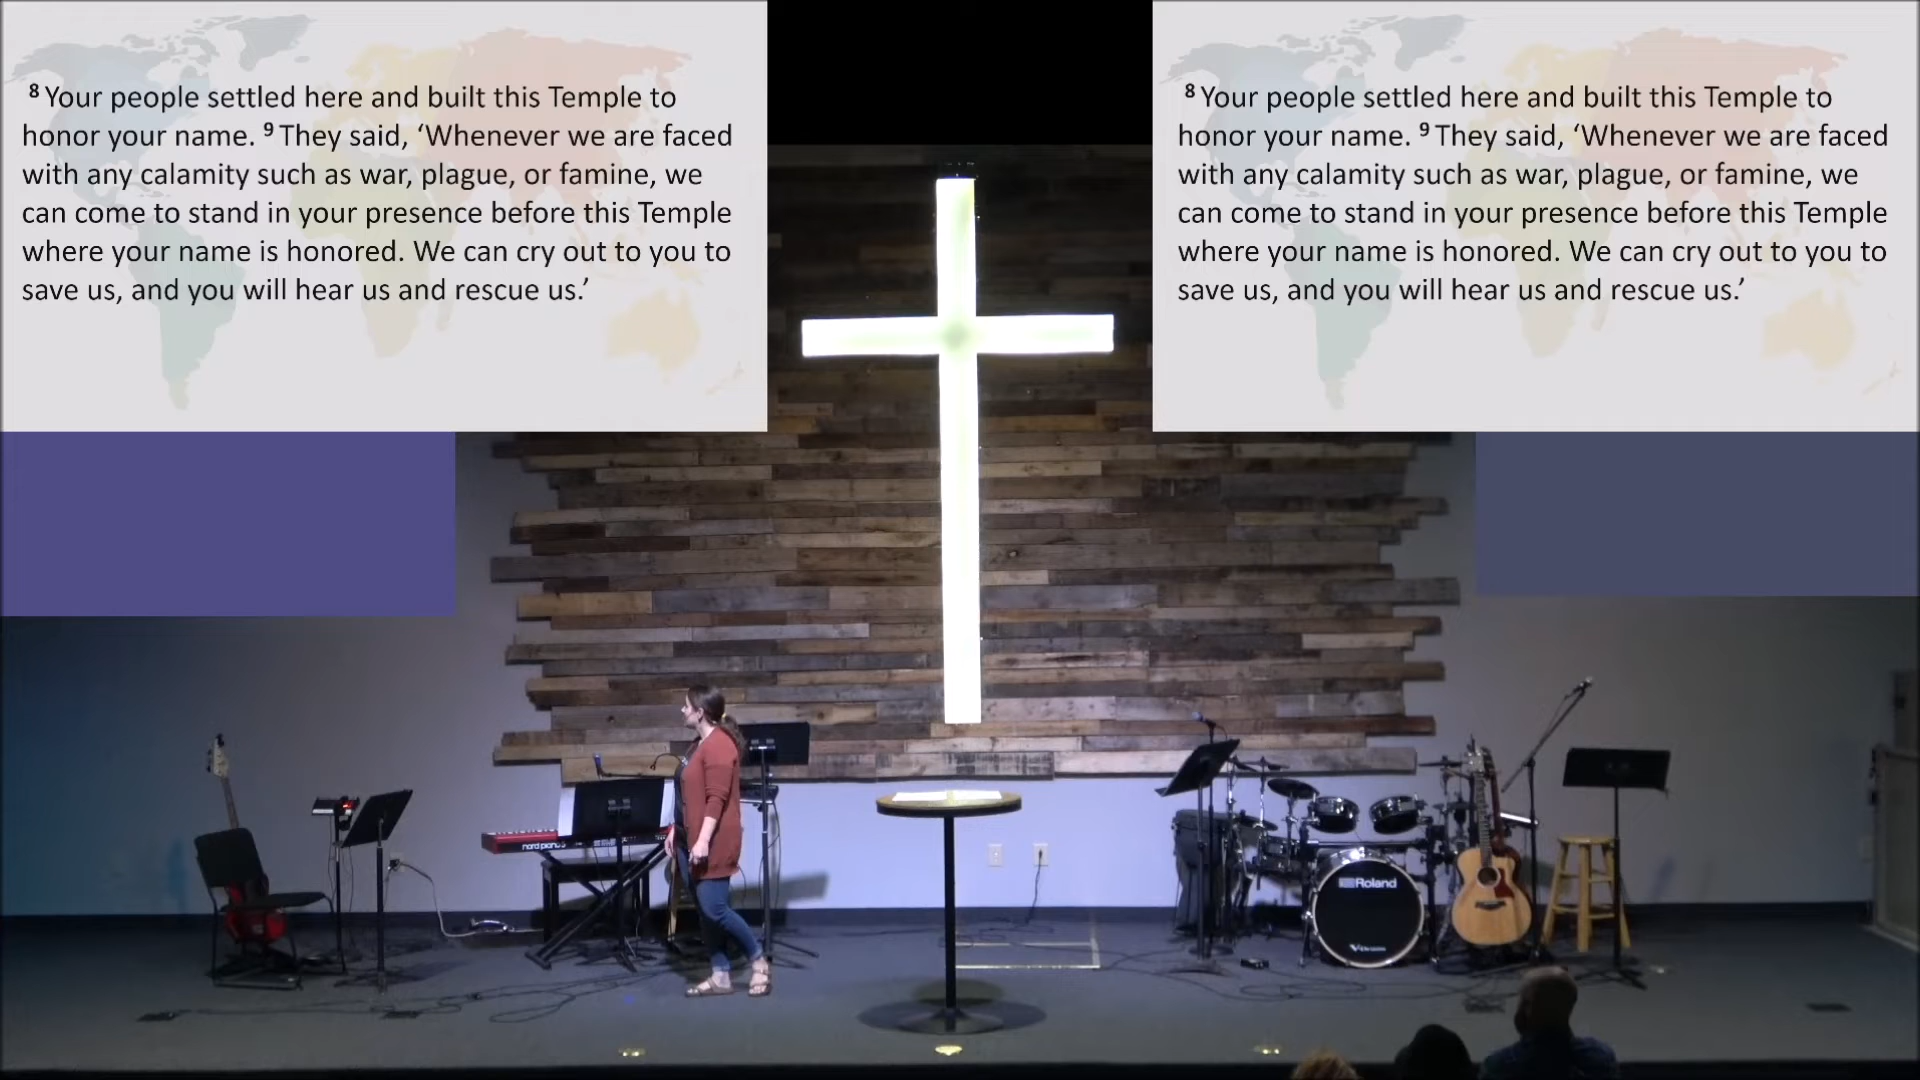 ⁸ Your people settled here and built this Temple to
honor your name. ⁹ They said, ‘Whenever we are faced
with any calamity such as war, plague, or famine, we
can come to stand in your presence before this Temple
where your name is honored. We can cry out to you to
save us, and you will hear us and rescue us.’
⁸ Your people settled here and built this Temple to
honor your name. ⁹ They said, ‘Whenever we are faced
with any calamity such as war, plague, or famine, we
can come to stand in your presence before this Temple
where your name is honored. We can cry out to you to
save us, and you will hear us and rescue us.’
nord piano
Roland
V-Drums